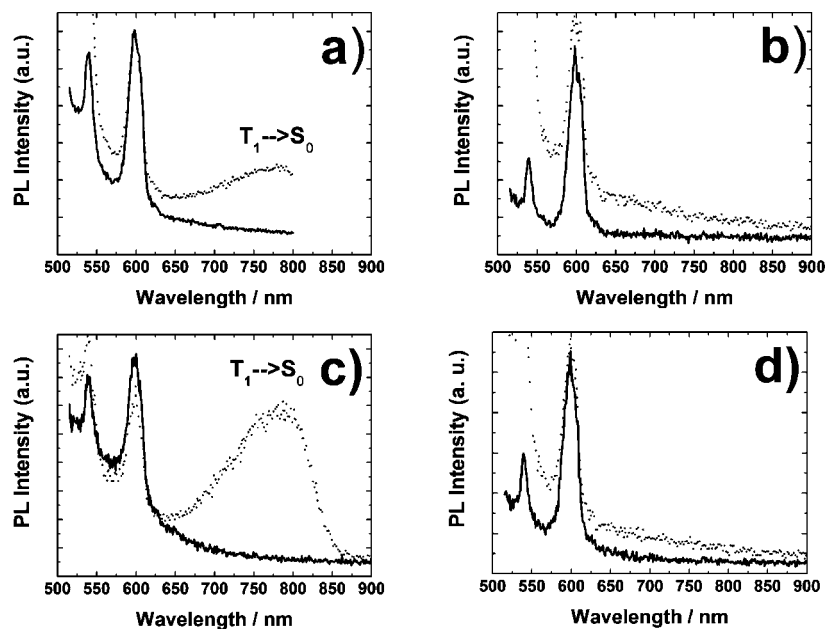 a)
PL Intensity (a.u.)
T1-->S0
500 550 600 650 700 750 800 850 900
Wavelength / nm
b)
PL Intensity (a.u.)
500 550 600 650 700 750 800 850 900
Wavelength / nm
c)
PL Intensity (a.u.)
T1-->S0
500 550 600 650 700 750 800 850 900
Wavelength / nm
d)
PL Intensity (a. u.)
500 550 600 650 700 750 800 850 900
Wavelength / nm